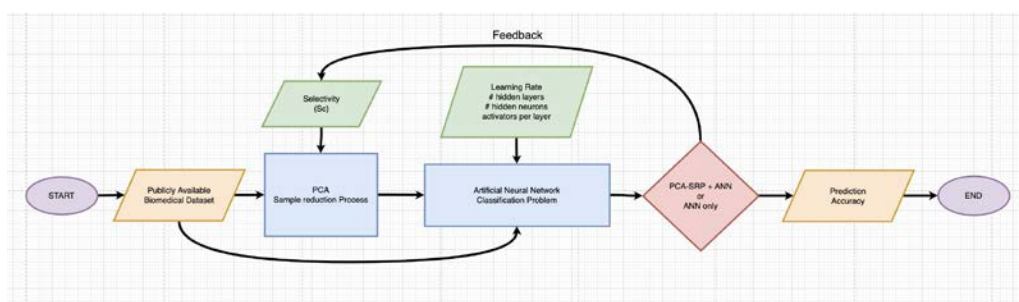 Feedback
Selectivity
(Sc)
Learning Rate
# hidden layers
# hidden neurons
activators per layer
START
Publicly Available
Biomedical Dataset
PCA
Sample reduction Process
Artificial Neural Network
Classification Problem
PCA-SRP + ANN
or
ANN only
Prediction
Accuracy
END